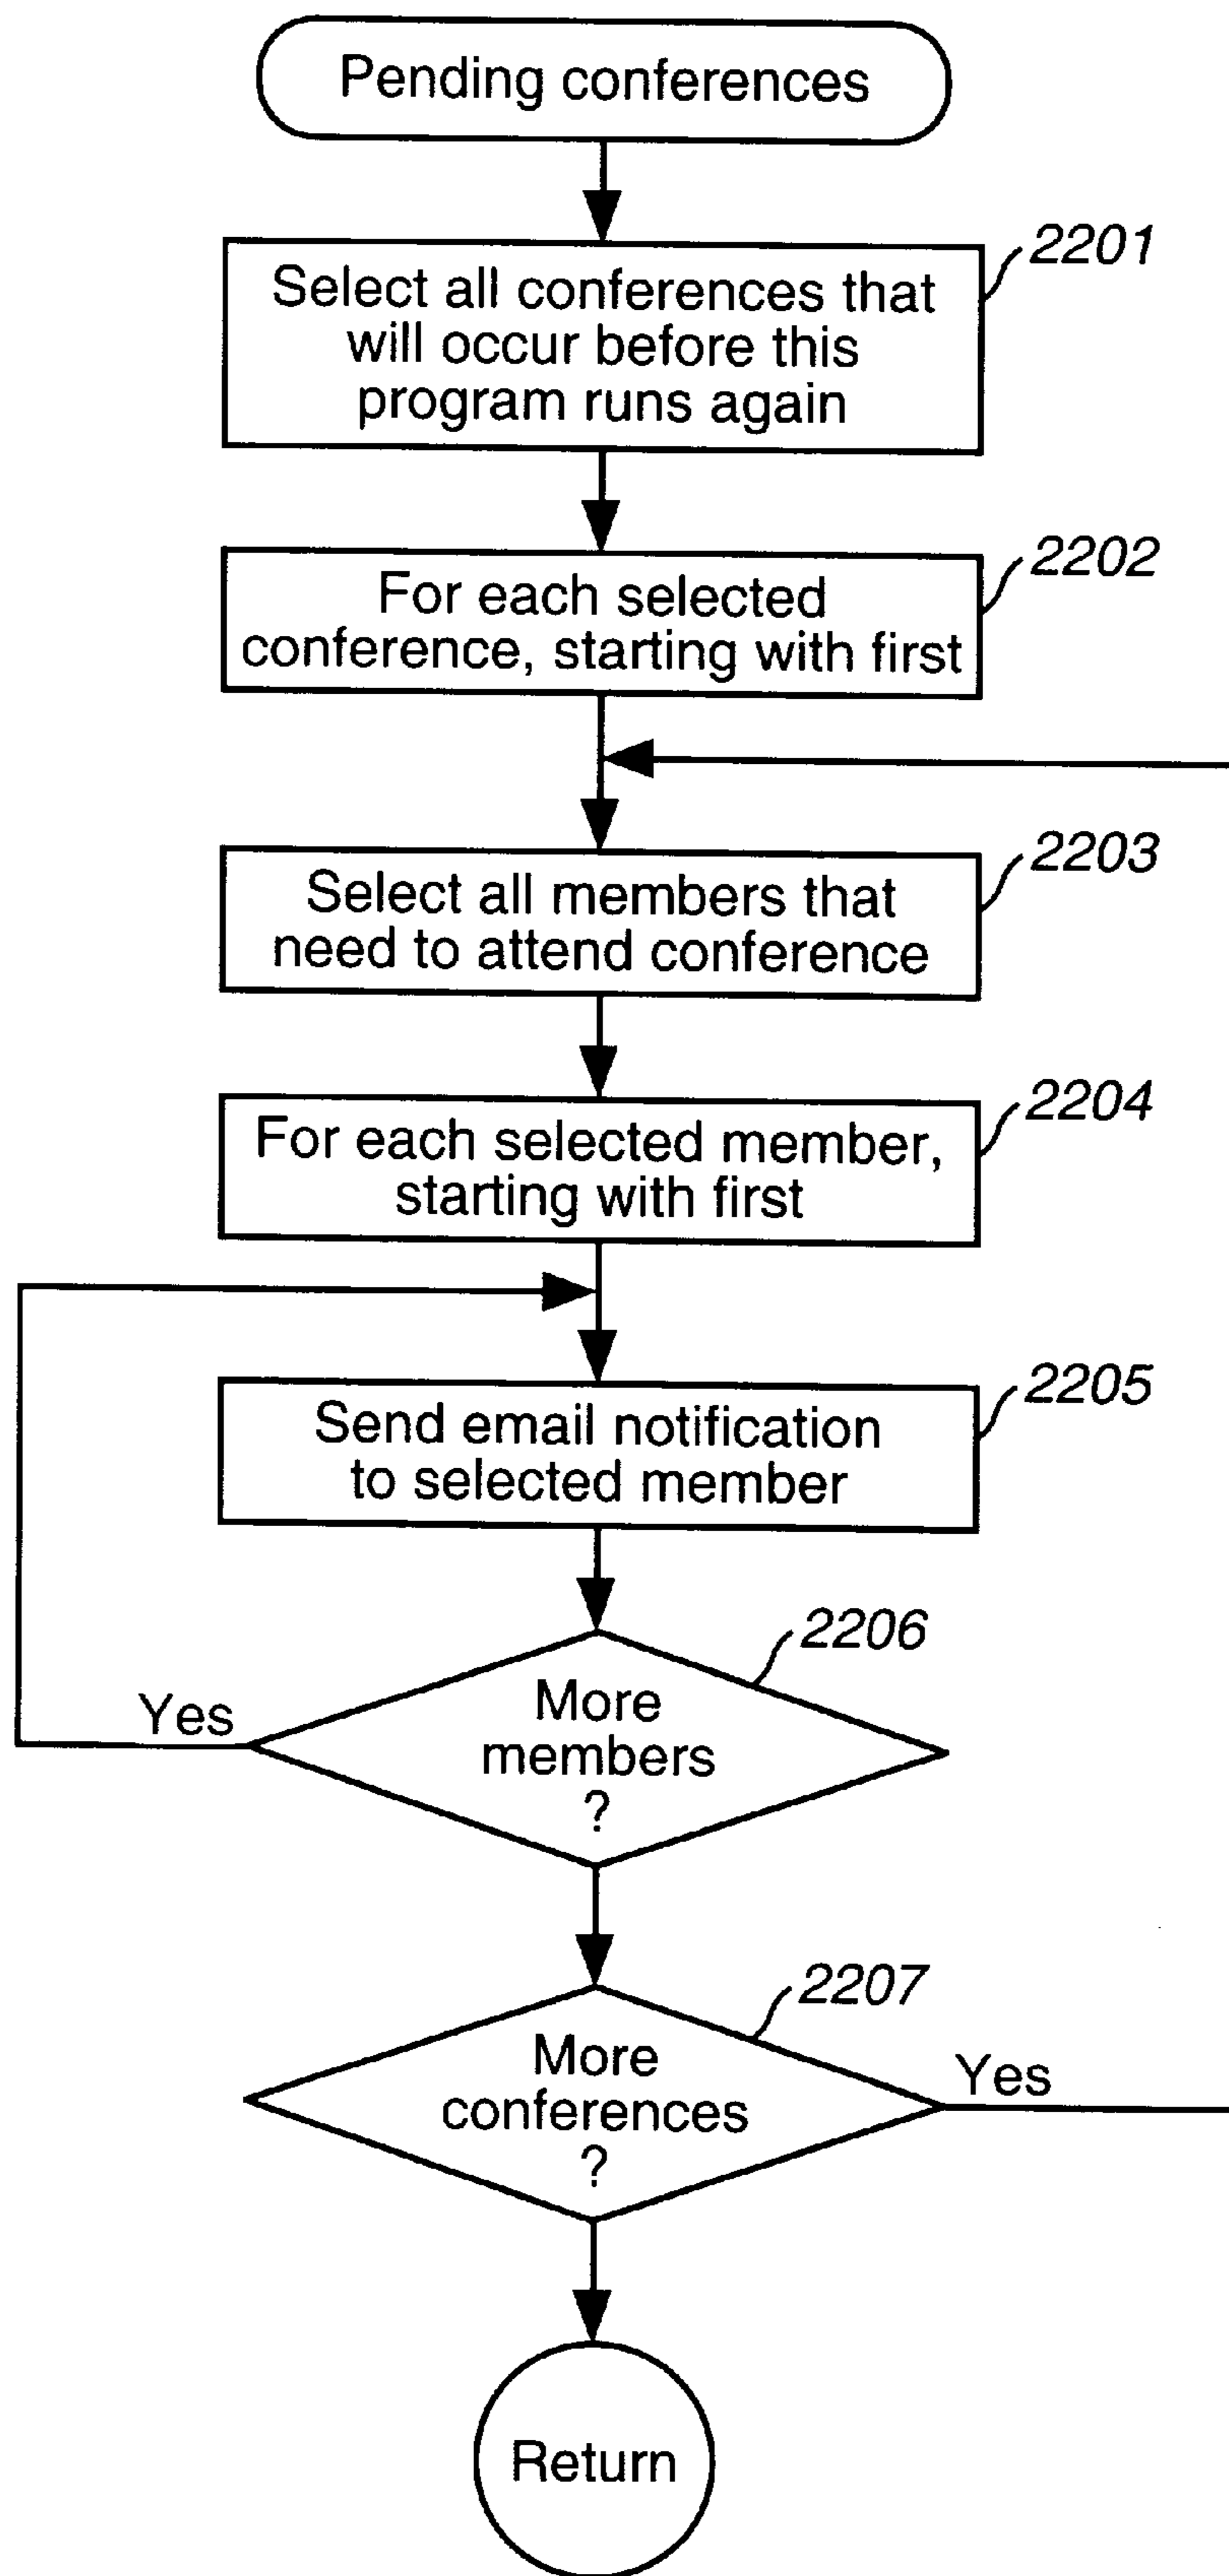 Pending conferences
2201
Select all conferences that
will occur before this
program runs again
2202
For each selected
conference, starting with first
2203
Select all members that
need to attend conference
2204
For each selected member,
starting with first
2205
Send email notification
to selected member
2206
More
members
?
Yes
2207
More
conferences
?
Yes
Return